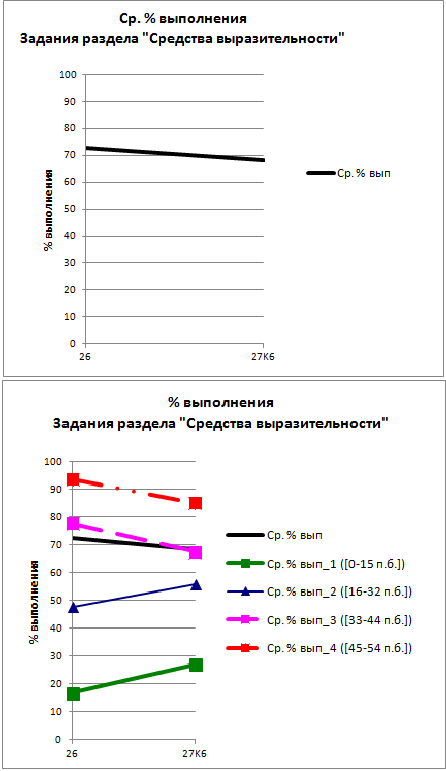 Ср. % выполнения
Задания раздела "Средства выразительности"
100
90
80
70
60
50
40
30
20
10
0
% выполнения
26
27К6
Ср. % вып
% выполнения
Задания раздела "Средства выразительности"
100
90
80
70
60
50
40
30
20
10
0
% выполнения
26
27К6
Ср. % вып
Ср. % вып_1 ([0-15 п.б.])
Ср. % вып_2 ([16-32 п.б.])
Ср. % вып_3 ([33-44 п.б.])
Ср. % вып_4 ([45-54 п.б.])